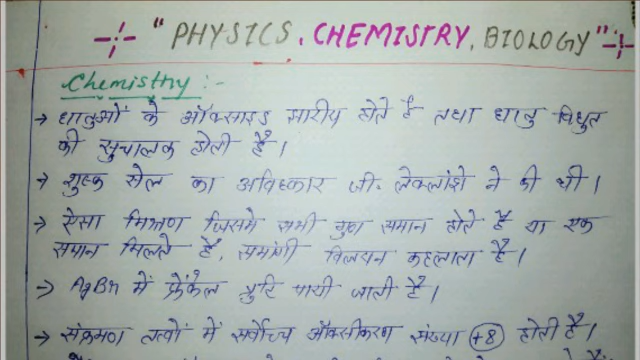 "PHYSICS, CHEMISTRY, BIOLOGY"
Chemistry :-
→ धातुओं के ऑक्साइड क्षारीय होते हैं तथा धातु विधुत
की सुचालक होती है।
→ शुष्क सेल का अविष्कार जी. लेक्लांशे ने की थी।
→ ऐसा मिश्रण जिसमे सभी गुण समान होते है या एक
समान मिलते है, समांगी विलयन कहलाता है।
→ AgBr में फ्रेंकेल त्रुटि पायी जाती है।
→ संक्रमण तत्वों में सर्वोच्च ऑक्सीकरण संख्या +8 होती है।